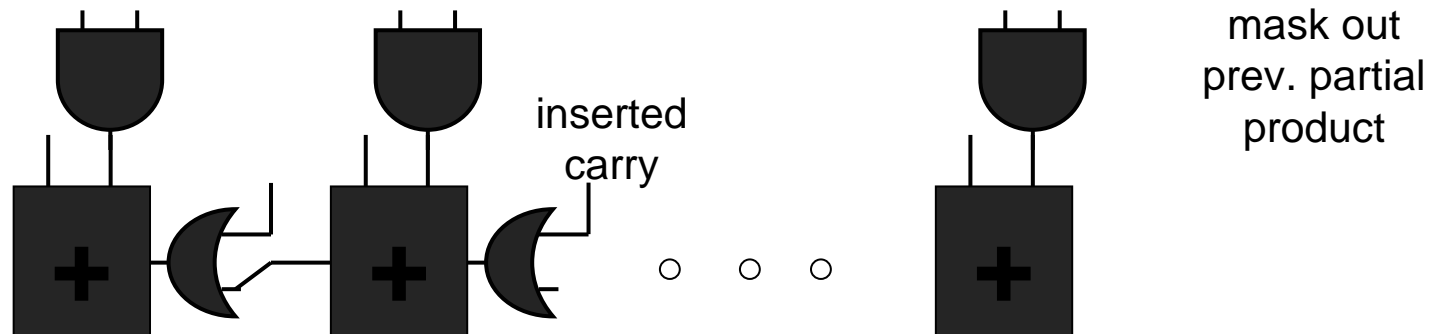 mask out
prev. partial
product
inserted
carry
+ + +